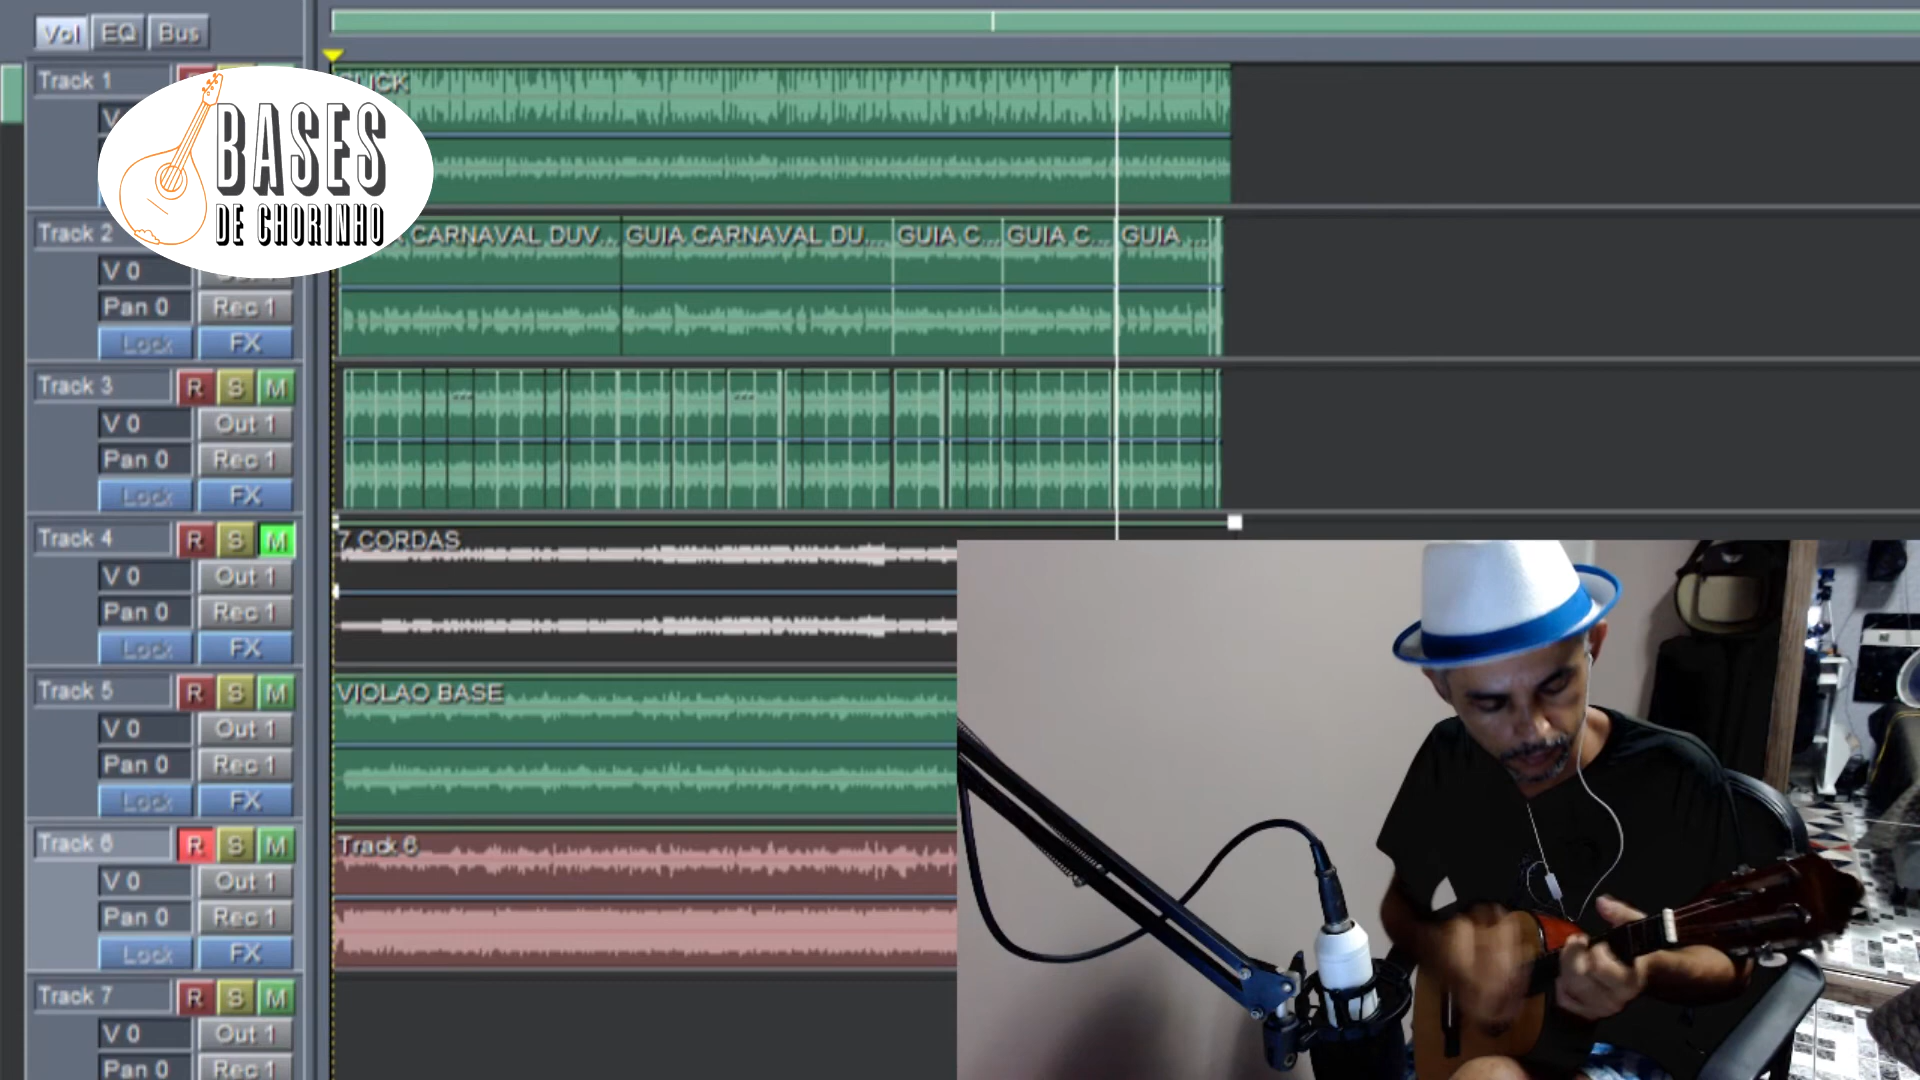 Vol EQ Bus
Track 1
BASES
DE CHORINHO
Track 2
CARNAVAL DUV... GUIA CARNAVAL DU... GUIA C... GUIA C... GUIA ...
V 0
Pan 0 Rec 1
Lock FX
Track 3 R S M
V 0 Out 1
Pan 0 Rec 1
Lock FX
Track 4 R S M
7 CORDAS
V 0 Out 1
Pan 0 Rec 1
Lock FX
Track 5 R S M
VIOLAO BASE
V 0 Out 1
Pan 0 Rec 1
Lock FX
Track 6 R S M
Track 6
V 0 Out 1
Pan 0 Rec 1
Lock FX
Track 7 R S M
V 0 Out 1
Pan 0 Rec 1